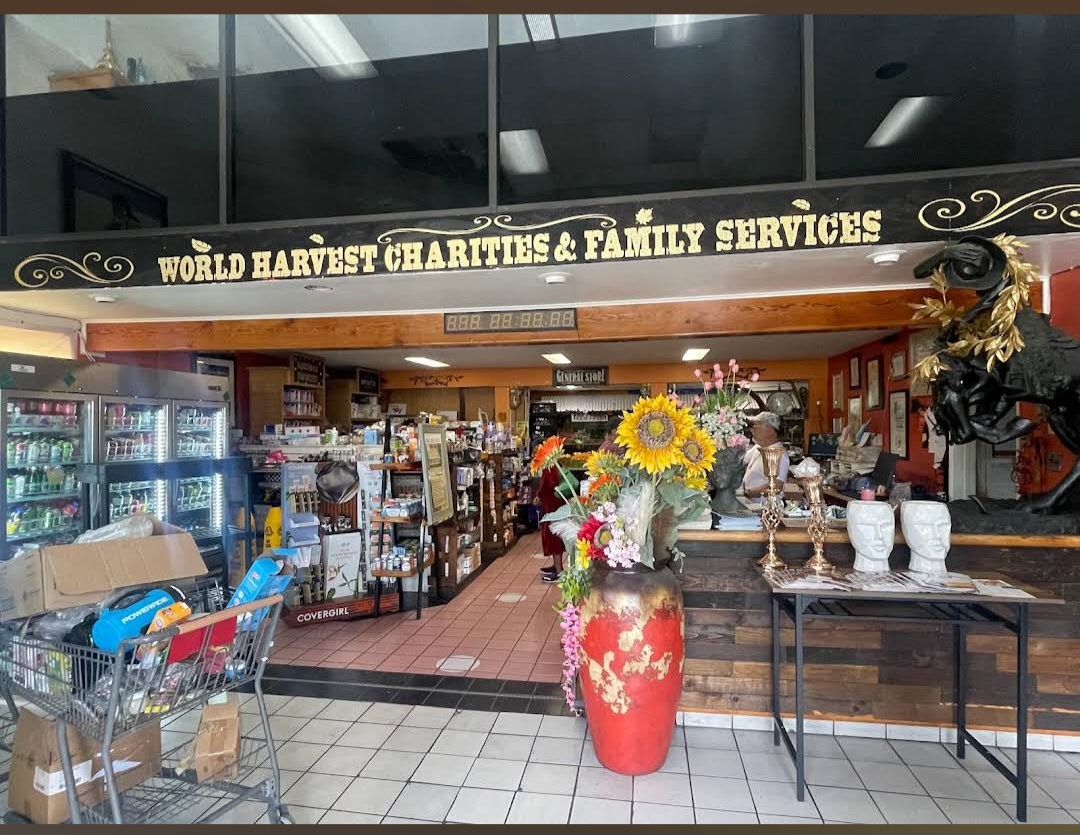 WORLD HARVEST CHARITIES & FAMILY SERVICES
GENERAL STORE
COVERGIRL
POWERADE